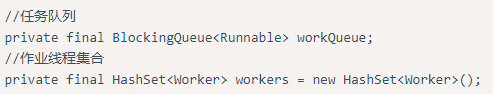 //任务队列
private final BlockingQueue<Runnable> workQueue;
//作业线程集合
private final HashSet<Worker> workers = new HashSet<Worker>();